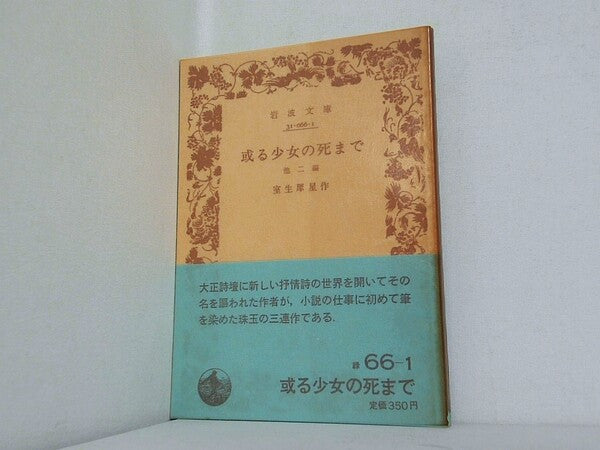 岩波文庫
31-066-1
或る少女の死まで
他二編
室生犀星作
大正詩壇に新しい抒情詩の世界を開いてその
名を謳われた作者が，小説の仕事に初めて筆
を染めた珠玉の三連作である．
緑 66-1
或る少女の死まで
定価350円